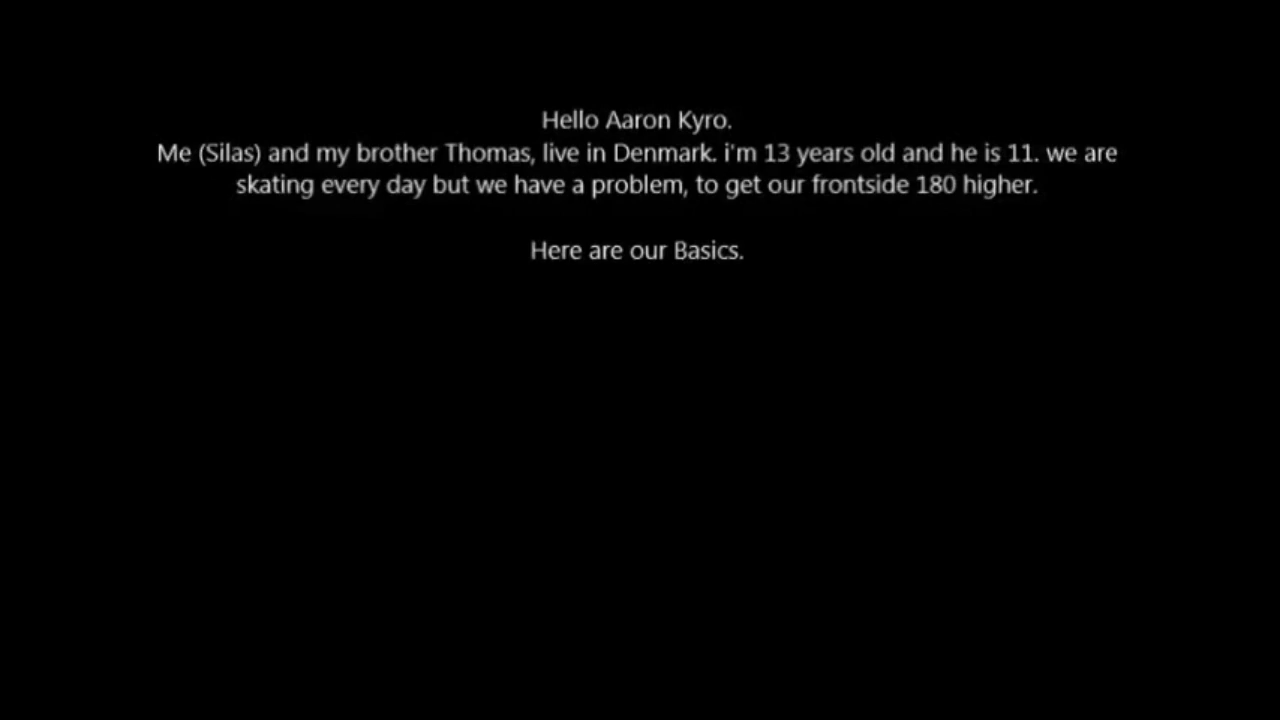 Hello Aaron Kyro.
Me (Silas) and my brother Thomas, live in Denmark. i'm 13 years old and he is 11. we are
skating every day but we have a problem, to get our frontside 180 higher.
Here are our Basics.